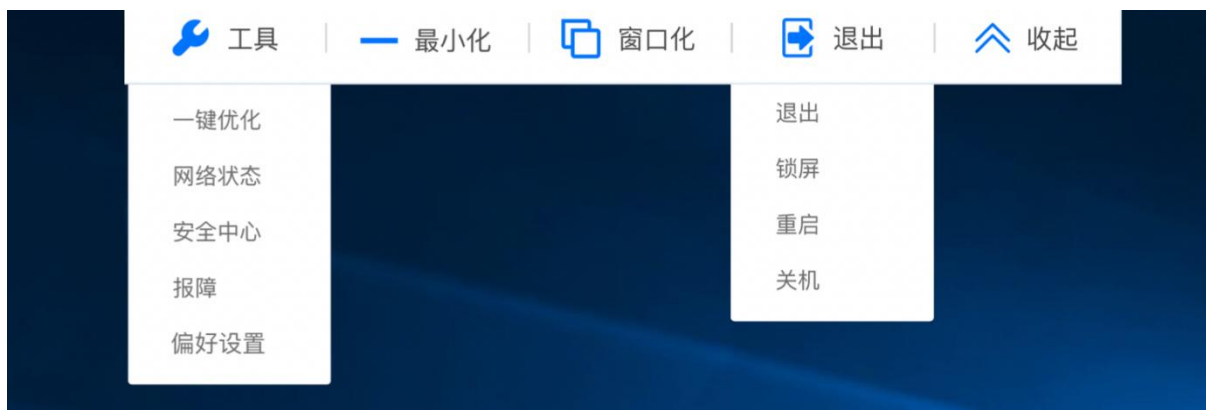 工具 最小化 窗口化 退出 收起
一键优化
网络状态
安全中心
报障
偏好设置
退出
锁屏
重启
关机